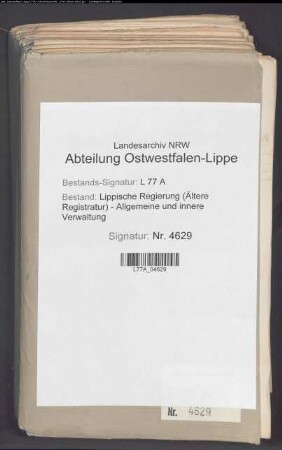 Landesarchiv NRW
Abteilung Ostwestfalen-Lippe
Bestands-Signatur: L 77 A
Bestand: Lippische Regierung (Ältere
Registratur) - Allgemeine und innere
Verwaltung
Signatur: Nr. 4629
L77A_04629
Nr. 4629